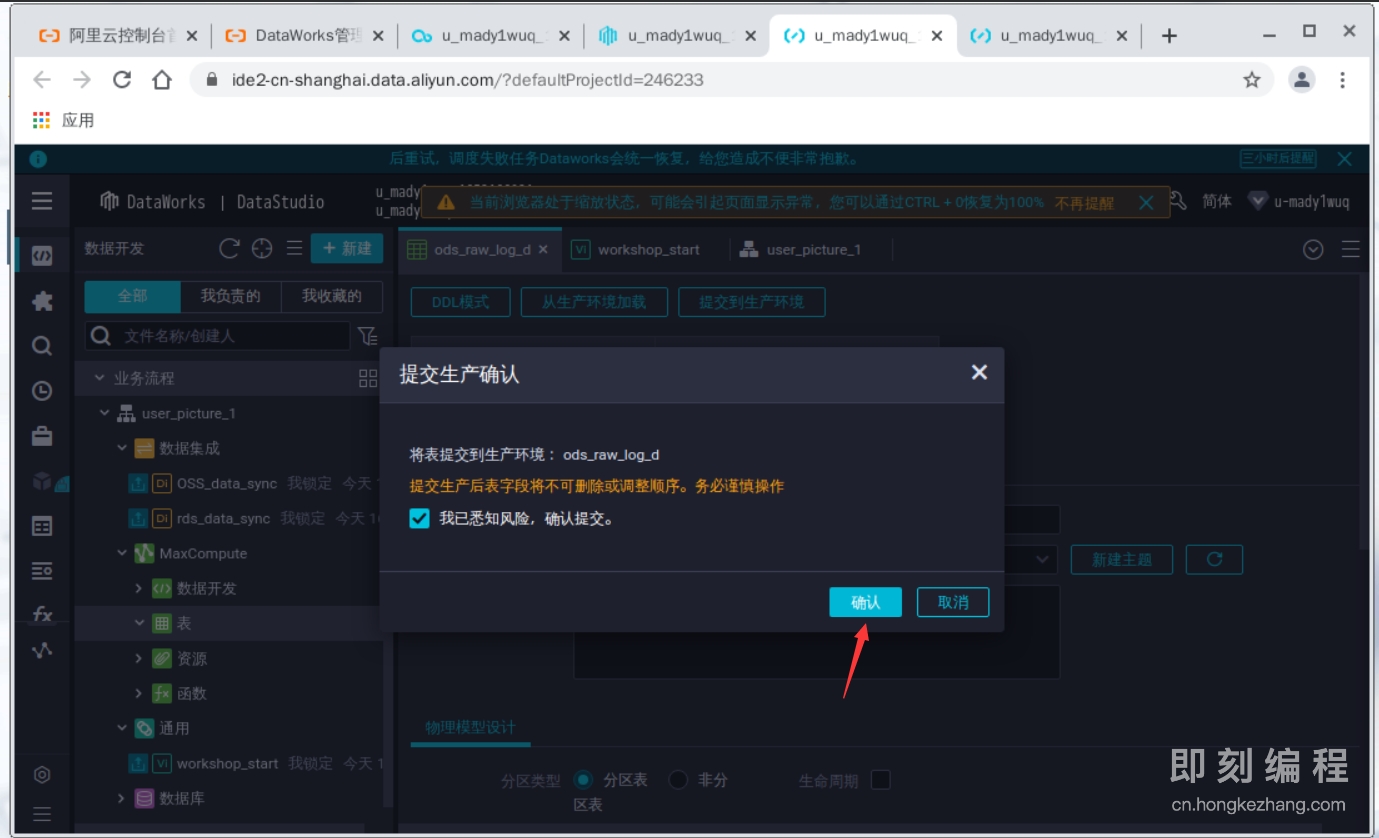 阿里云控制台
DataWorks管
u_mady1wuq_
u_mady1wuq_
u_mady1wuq_
u_mady1wuq_
ide2-cn-shanghai.data.aliyun.com/?defaultProjectId=246233
应用
后重试，调度失败任务Dataworks会统一恢复，给您造成不便非常抱歉。
三小时后提醒
DataWorks | DataStudio
u_mady
u_mady
当前浏览器处于缩放状态，可能会引起页面显示异常，您可以通过CTRL + 0恢复为100%
不再提醒
简体
u-mady1wuq
数据开发
+ 新建
ods_raw_log_d
Vi workshop_start
user_picture_1
全部
我负责的
我收藏的
DDL模式
从生产环境加载
提交到生产环境
文件名称/创建人
业务流程
提交生产确认
user_picture_1
数据集成
将表提交到生产环境： ods_raw_log_d
Di OSS_data_sync 我锁定 今天
提交生产后表字段将不可删除或调整顺序。务必谨慎操作
Di rds_data_sync 我锁定 今天
我已悉知风险，确认提交。
MaxCompute
新建主题
数据开发
确认
取消
fx
表
资源
fx 函数
通用
物理模型设计
Vi workshop_start 我锁定 今天
分区类型
分区表
非分区表
生命周期
数据库
即刻编程
cn.hongkezhang.com